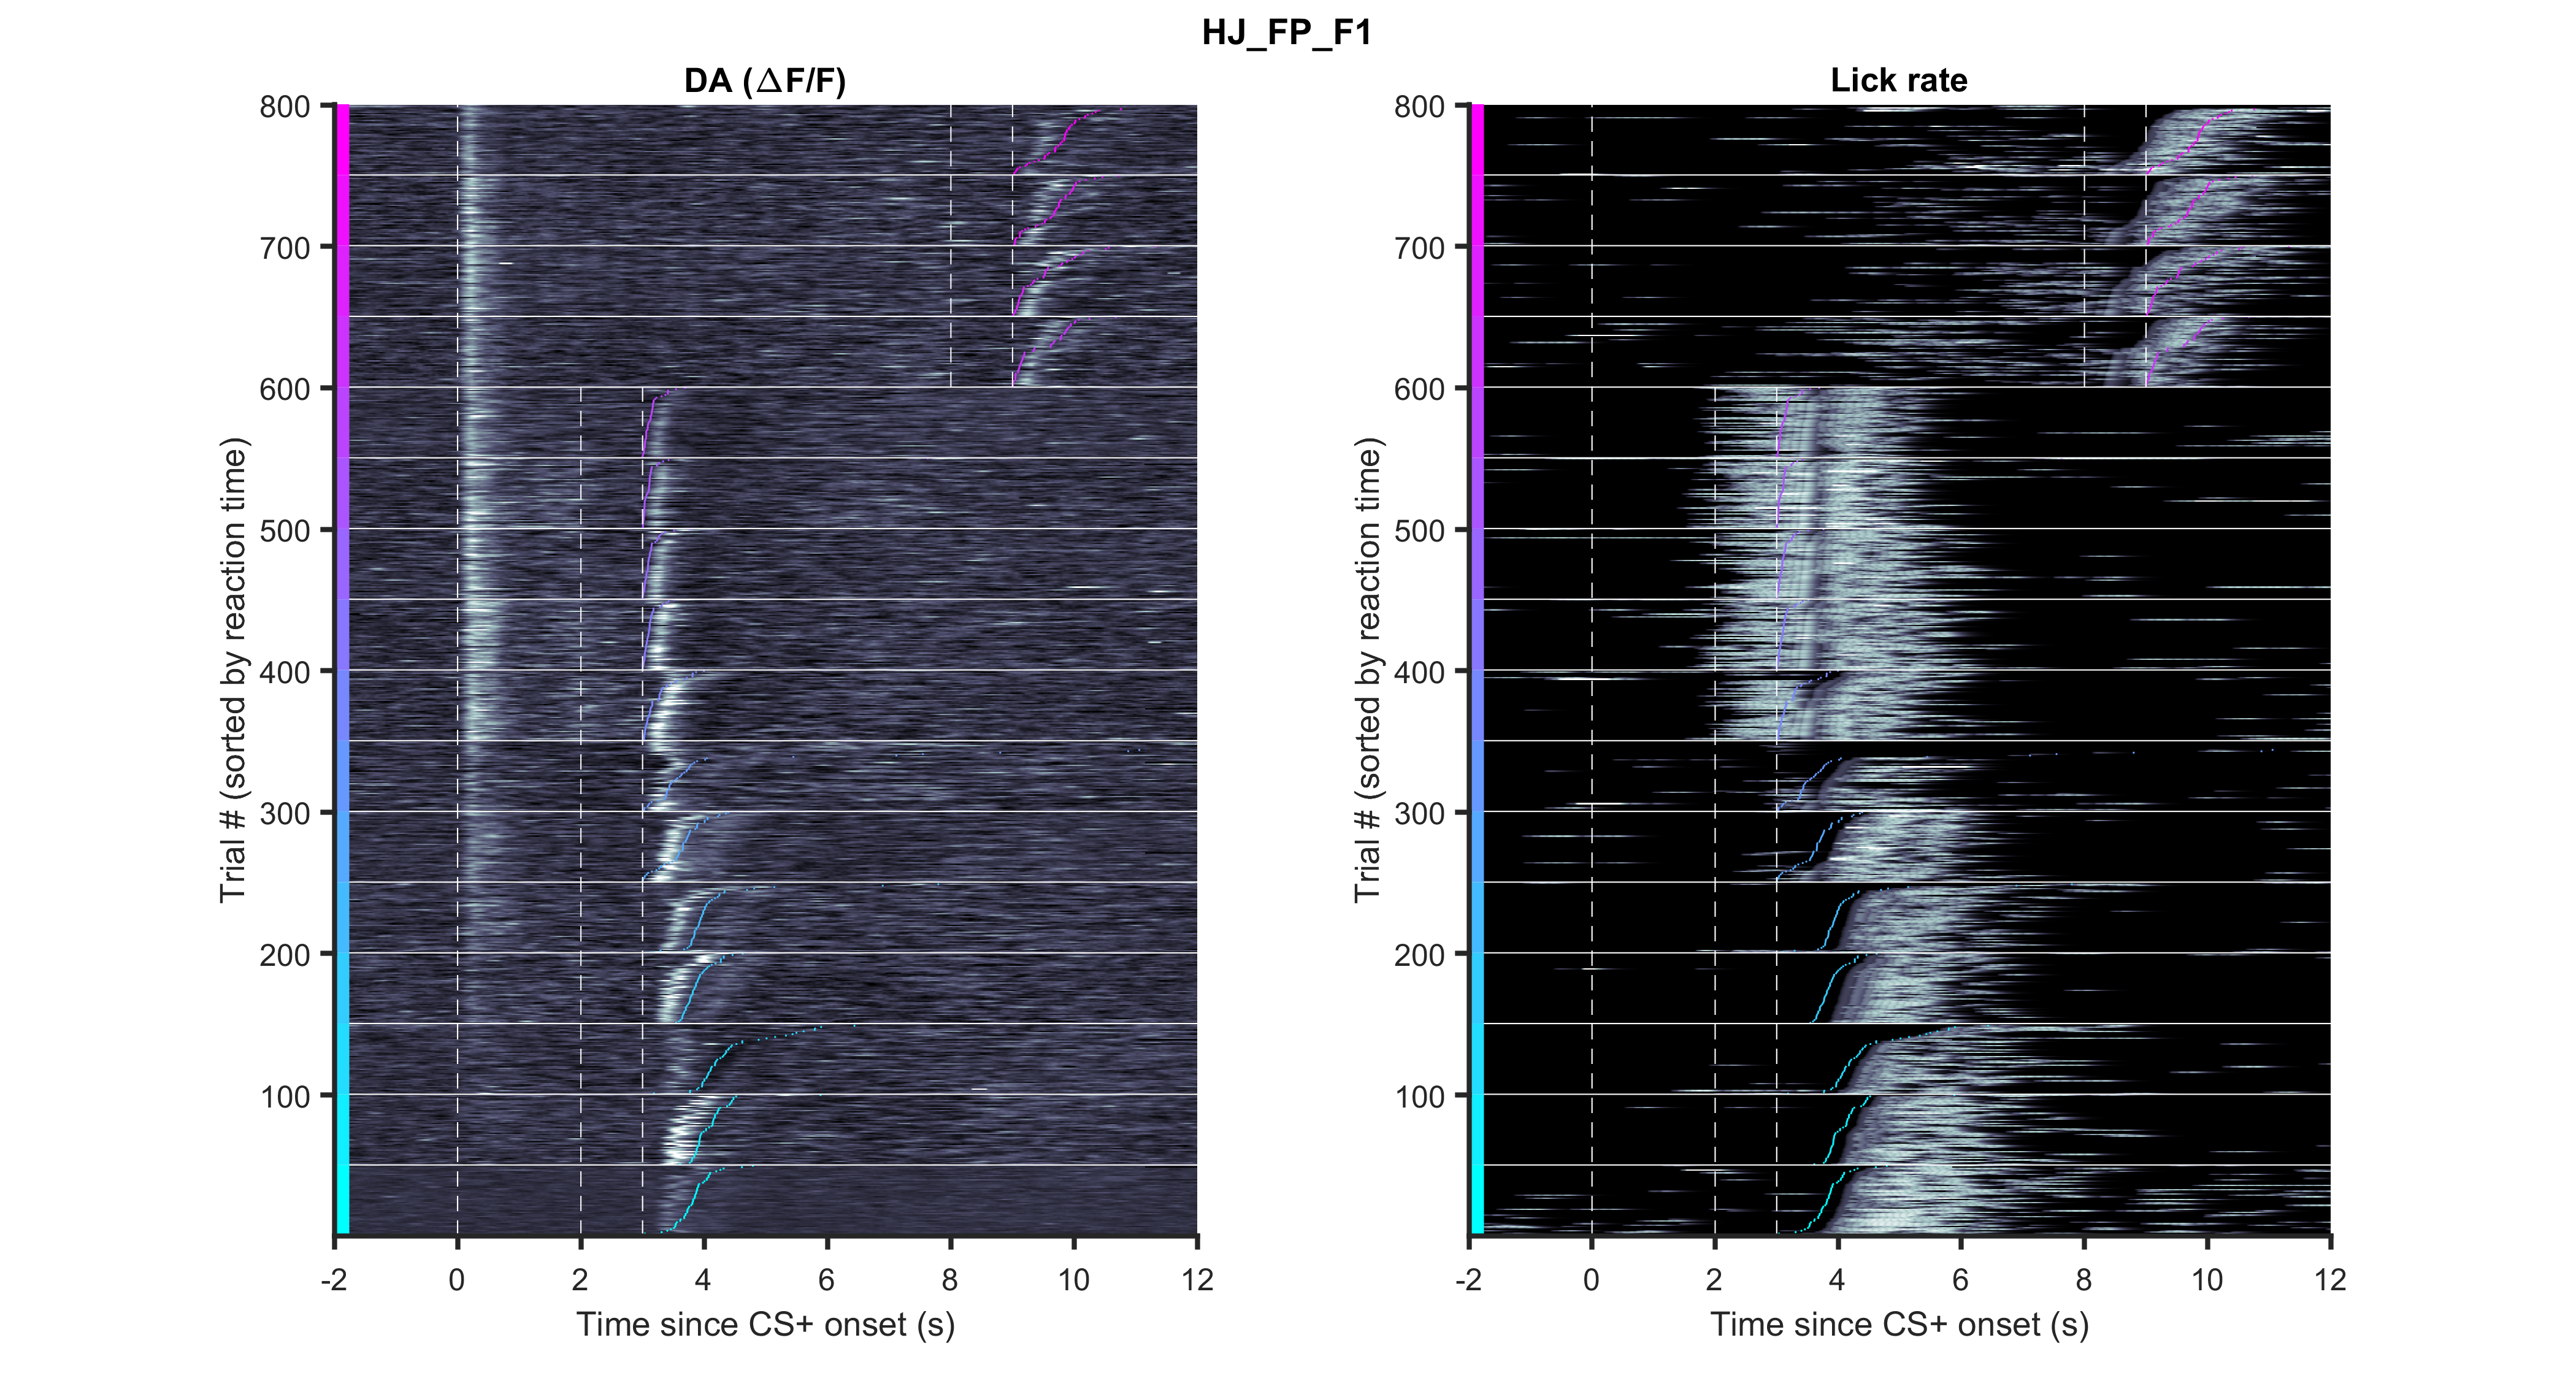 HJ_FP_F1
DA (ΔF/F)
800
700
600
500
400
300
200
100
Trial # (sorted by reaction time)
-2 0 2 4 6 8 10 12
Time since CS+ onset (s)
Lick rate
800
700
600
500
400
300
200
100
Trial # (sorted by reaction time)
-2 0 2 4 6 8 10 12
Time since CS+ onset (s)